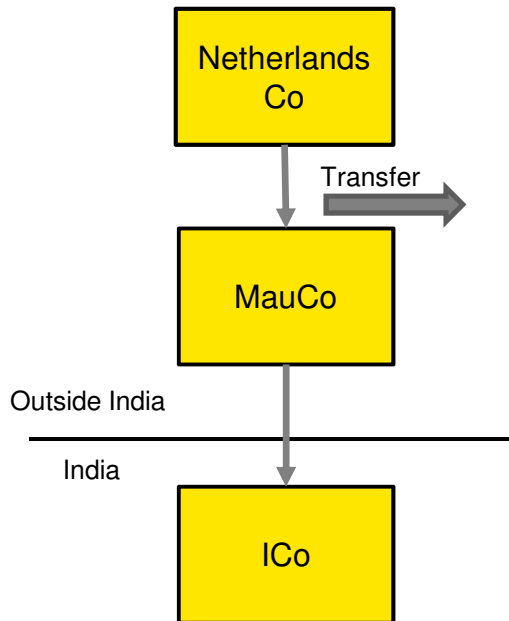 Netherlands
Co
Transfer
MauCo
Outside India
India
ICo